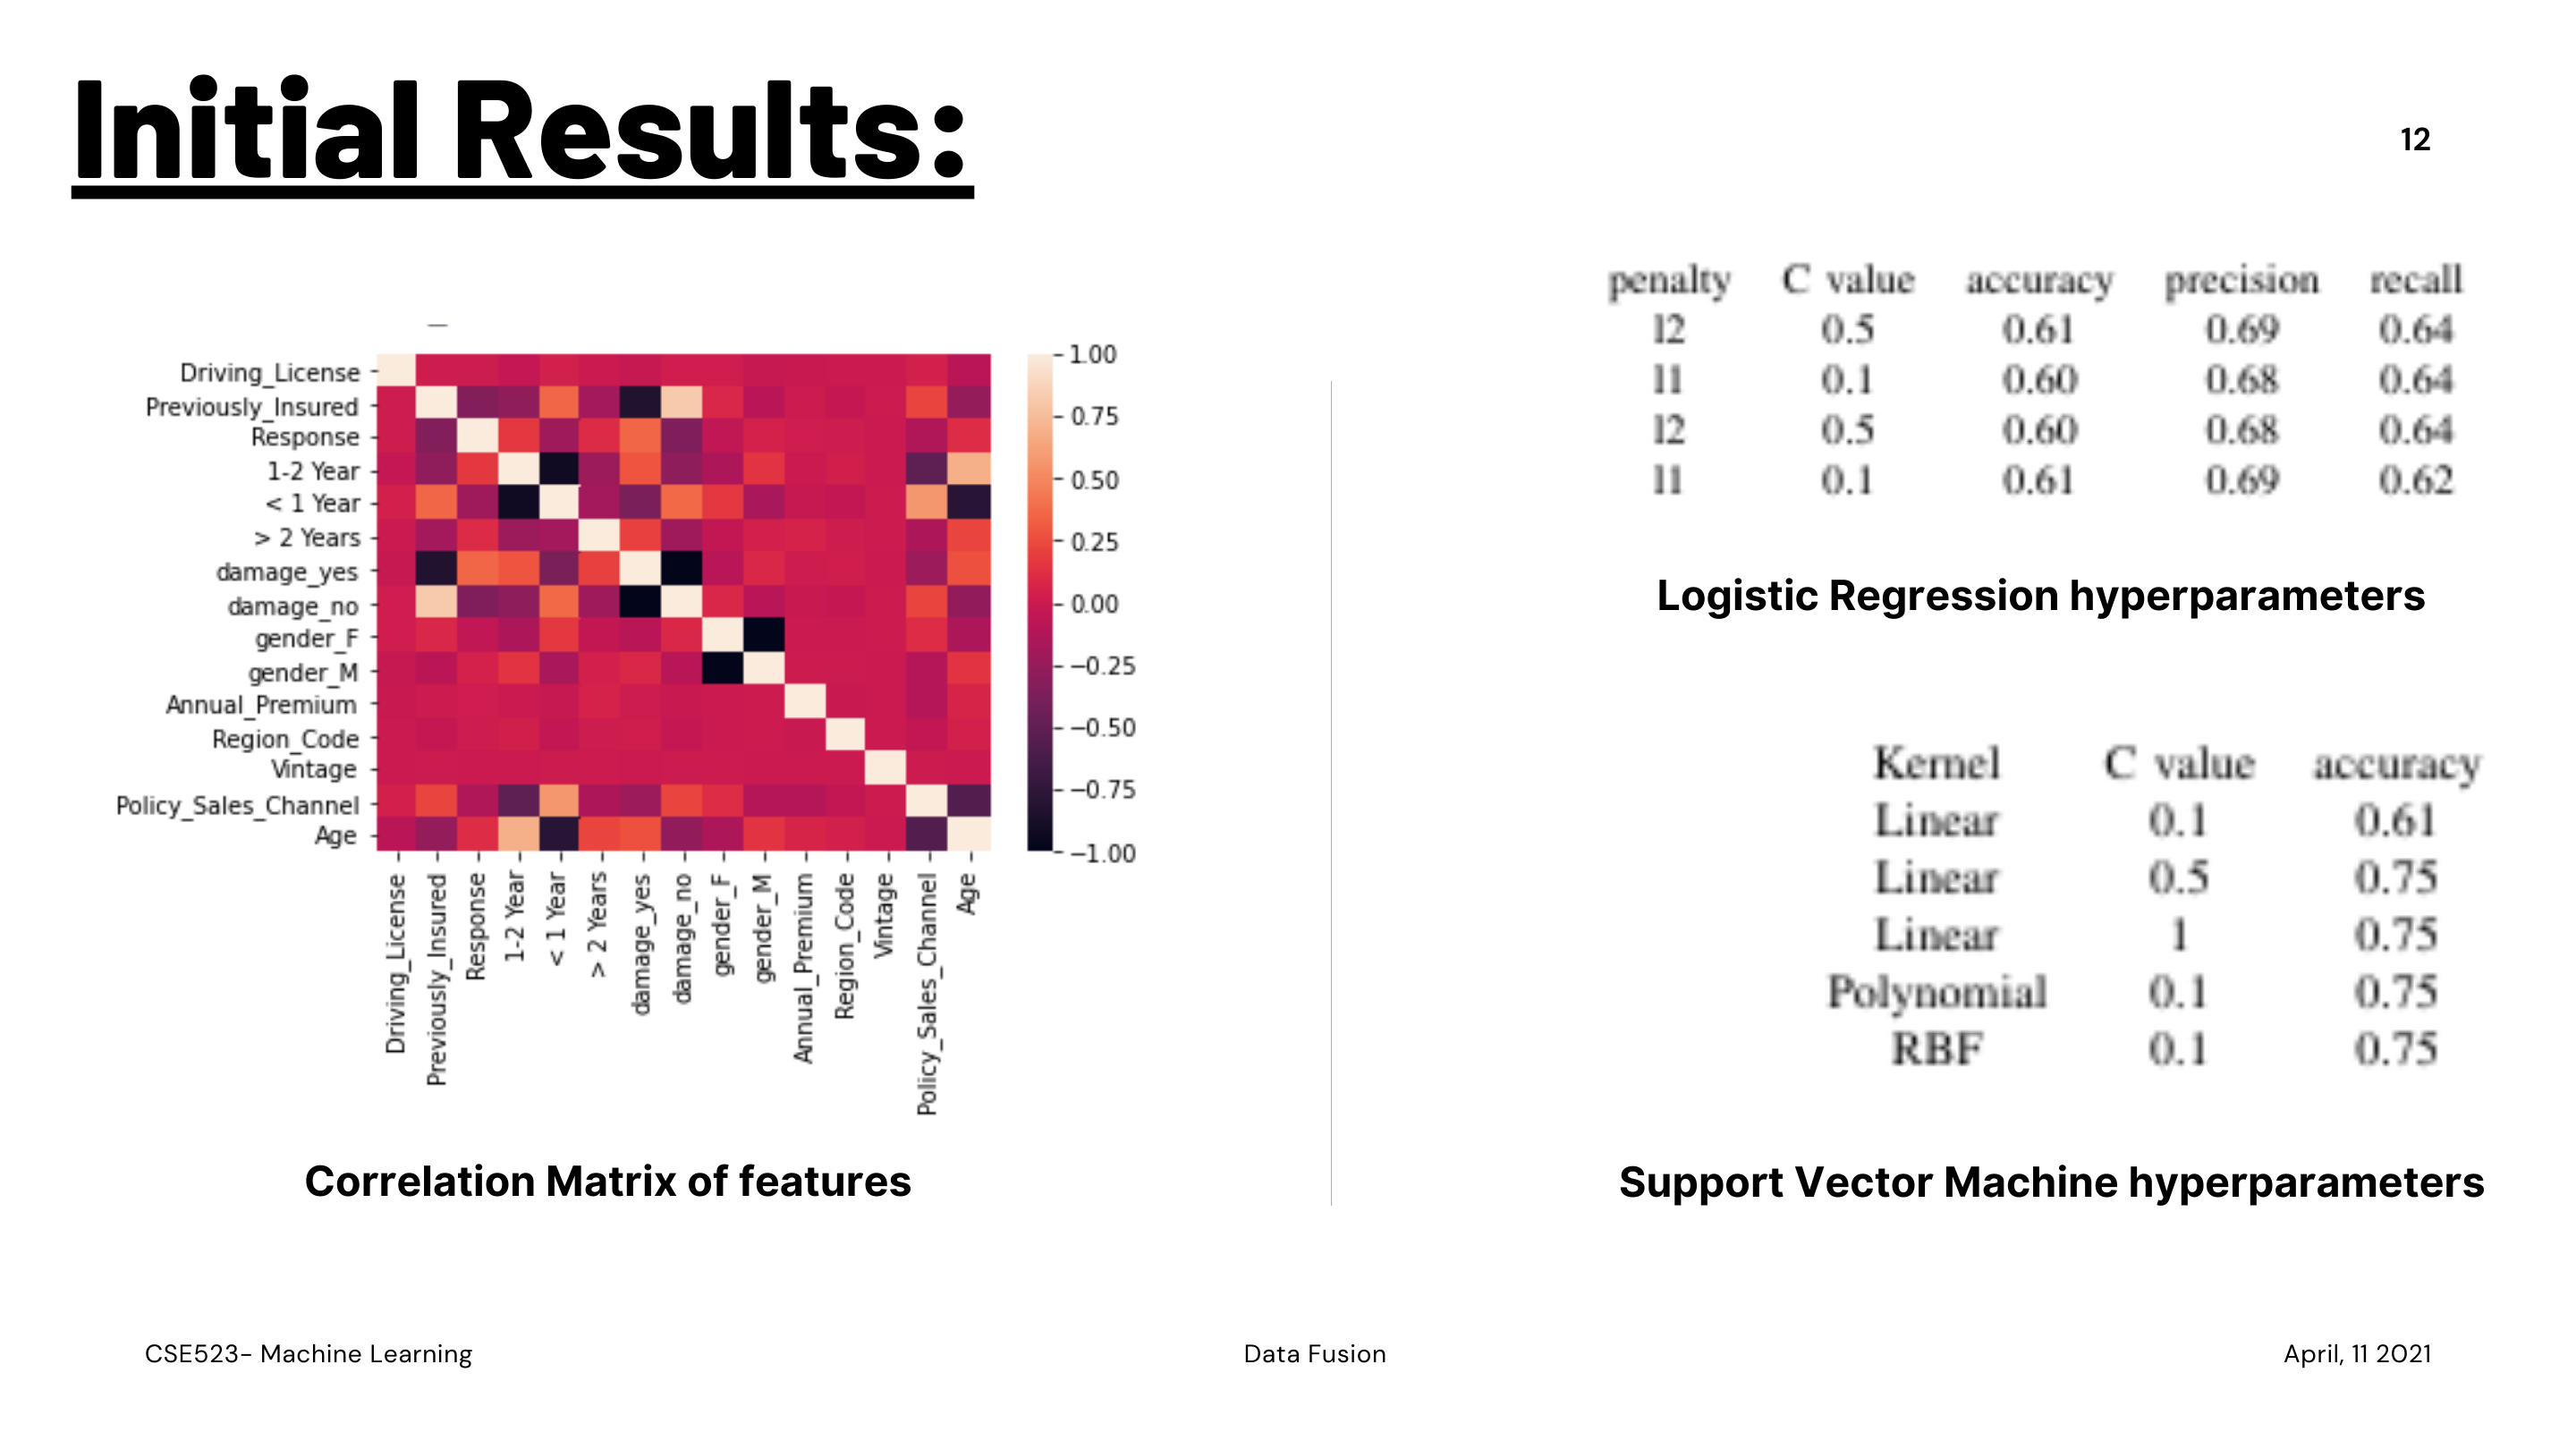 Initial Results:
12
Driving_License
Previously_Insured
Response
1-2 Year
< 1 Year
> 2 Years
damage_yes
damage_no
gender_F
gender_M
Annual_Premium
Region_Code
Vintage
Policy_Sales_Channel
Age
Driving_License
Previously_Insured
Response
1-2 Year
< 1 Year
> 2 Years
damage_yes
damage_no
gender_F
gender_M
Annual_Premium
Region_Code
Vintage
Policy_Sales_Channel
Age
1.00
0.75
0.50
0.25
0.00
−0.25
−0.50
−0.75
−1.00
Correlation Matrix of features
penalty C value accuracy precision recall
l2 0.5 0.61 0.69 0.64
l1 0.1 0.60 0.68 0.64
l2 0.5 0.60 0.68 0.64
l1 0.1 0.61 0.69 0.62
Logistic Regression hyperparameters
Kernel C value accuracy
Linear 0.1 0.61
Linear 0.5 0.75
Linear 1 0.75
Polynomial 0.1 0.75
RBF 0.1 0.75
Support Vector Machine hyperparameters
CSE523- Machine Learning
Data Fusion
April, 11 2021